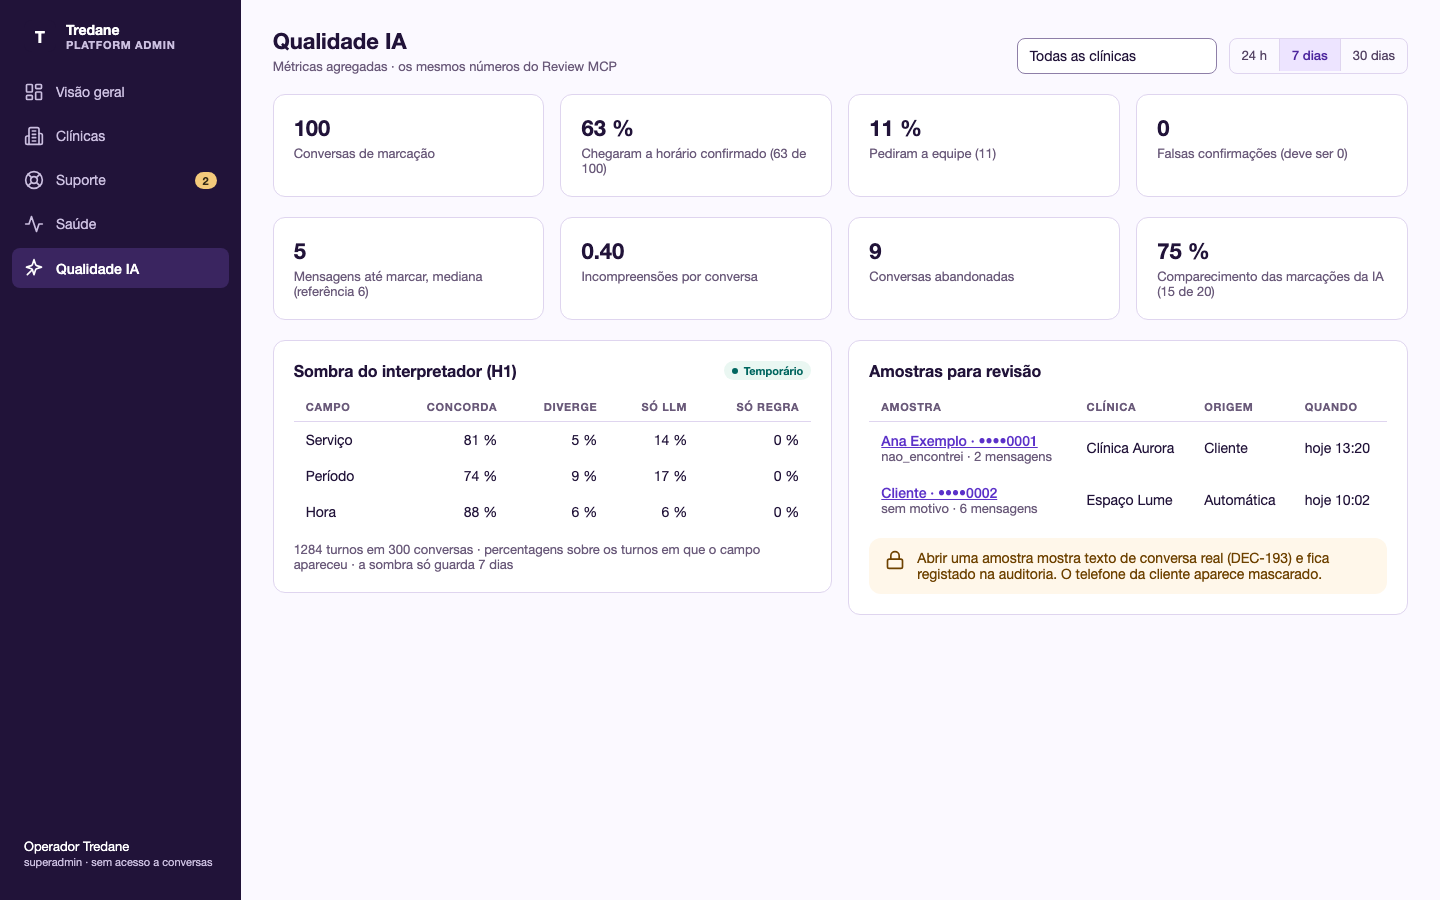 T
Tredane
PLATFORM ADMIN
Visão geral
Clínicas
Suporte
2
Saúde
Qualidade IA
Operador Tredane
superadmin · sem acesso a conversas
Qualidade IA
Métricas agregadas · os mesmos números do Review MCP
Todas as clínicas
24 h
7 dias
30 dias
100
Conversas de marcação
63 %
Chegaram a horário confirmado (63 de
100)
11 %
Pediram a equipe (11)
0
Falsas confirmações (deve ser 0)
5
Mensagens até marcar, mediana
(referência 6)
0.40
Incompreensões por conversa
9
Conversas abandonadas
75 %
Comparecimento das marcações da IA
(15 de 20)
Sombra do interpretador (H1)
Temporário
CAMPO CONCORDA DIVERGE SÓ LLM SÓ REGRA
Serviço 81 % 5 % 14 % 0 %
Período 74 % 9 % 17 % 0 %
Hora 88 % 6 % 6 % 0 %
1284 turnos em 300 conversas · percentagens sobre os turnos em que o campo
apareceu · a sombra só guarda 7 dias
Amostras para revisão
AMOSTRA CLÍNICA ORIGEM QUANDO
Ana Exemplo · ••••0001
nao_encontrei · 2 mensagens
Clínica Aurora Cliente hoje 13:20
Cliente · ••••0002
sem motivo · 6 mensagens
Espaço Lume Automática hoje 10:02
Abrir uma amostra mostra texto de conversa real (DEC-193) e fica
registado na auditoria. O telefone da cliente aparece mascarado.